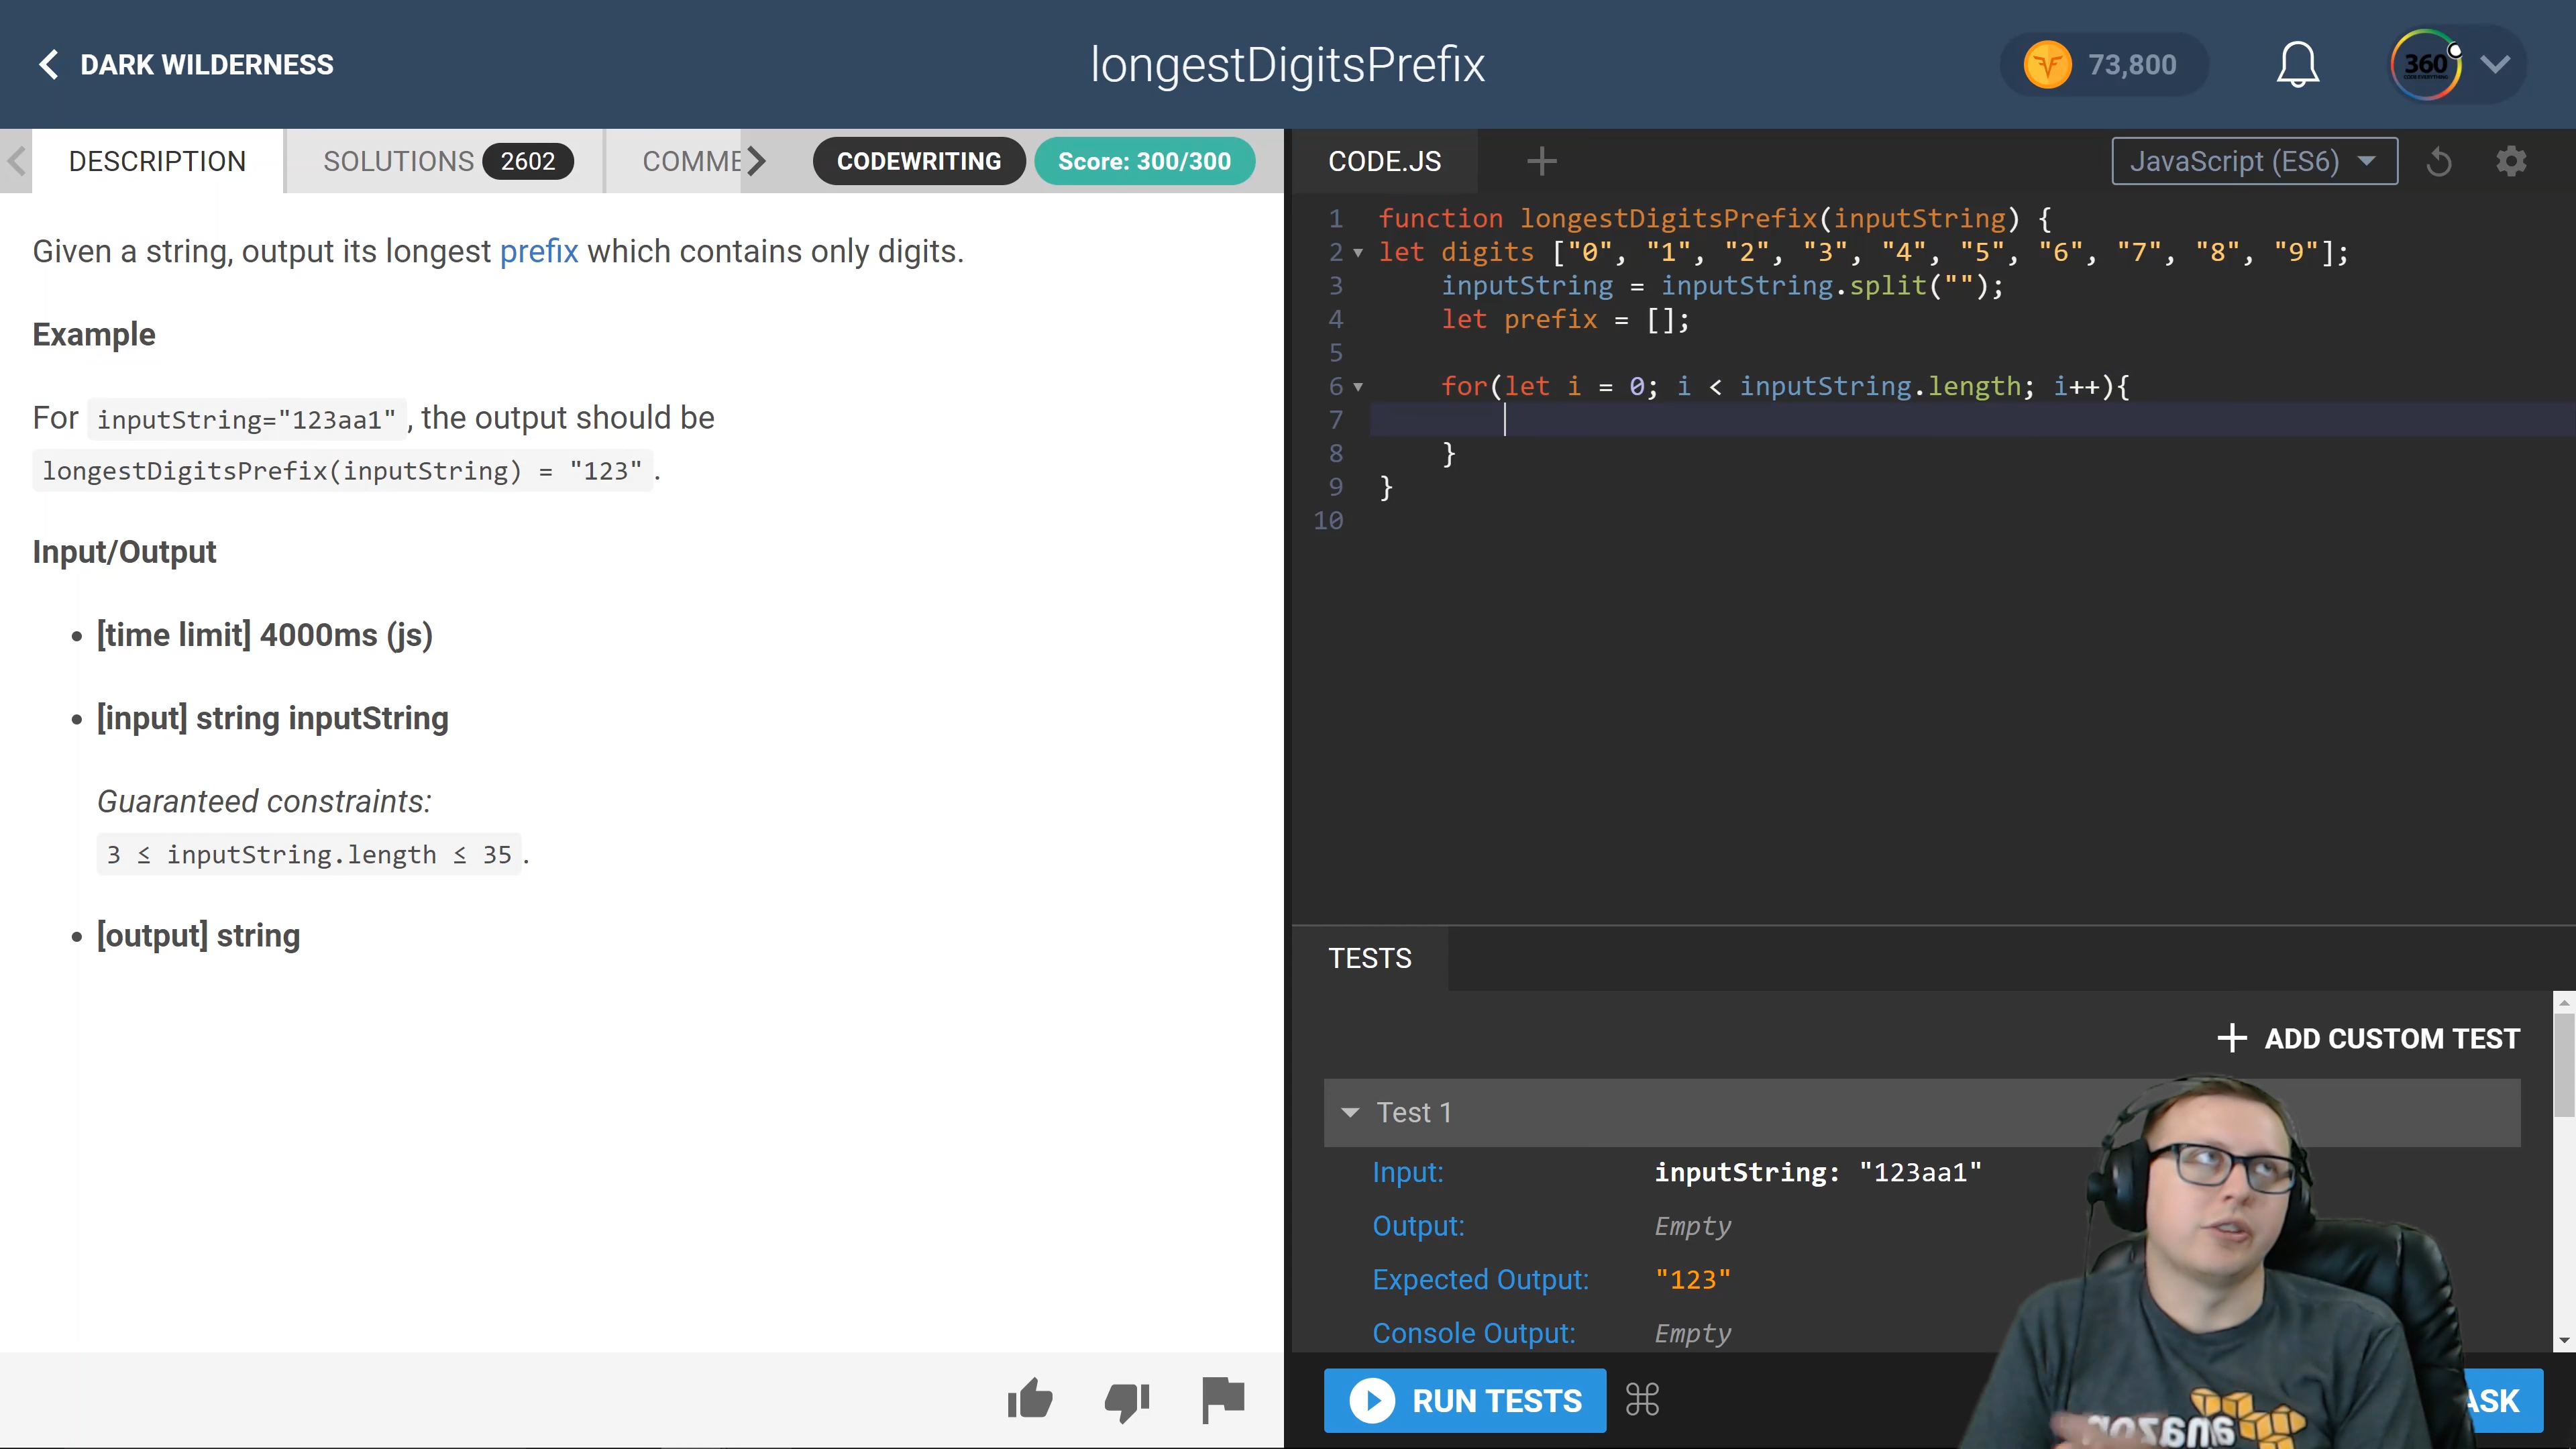 DARK WILDERNESS
longestDigitsPrefix
73,800
360
DESCRIPTION
SOLUTIONS 2602
COMME
CODEWRITING
Score: 300/300
Given a string, output its longest prefix which contains only digits.
Example
For inputString="123aa1" , the output should be
longestDigitsPrefix(inputString) = "123" .
Input/Output
• [time limit] 4000ms (js)
• [input] string inputString
Guaranteed constraints:
3 ≤ inputString.length ≤ 35 .
• [output] string
CODE.JS
JavaScript (ES6)
1 function longestDigitsPrefix(inputString) {
2 let digits ["0", "1", "2", "3", "4", "5", "6", "7", "8", "9"];
3 inputString = inputString.split("");
4 let prefix = [];
5
6 for(let i = 0; i < inputString.length; i++){
7
8 }
9 }
10
TESTS
ADD CUSTOM TEST
Test 1
Input: inputString: "123aa1"
Output: Empty
Expected Output: "123"
Console Output: Empty
RUN TESTS
ASK
amazon